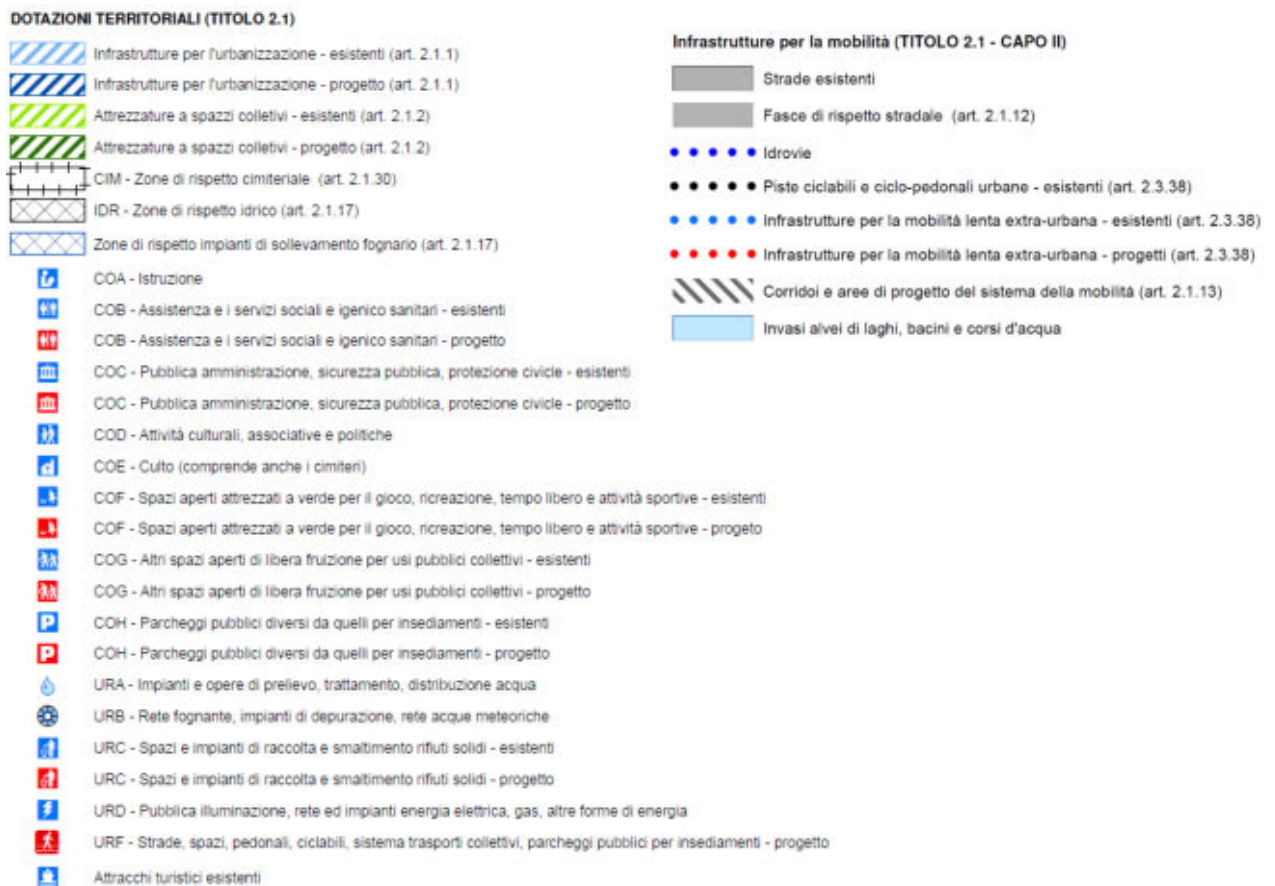 DOTAZIONI TERRITORIALI (TITOLO 2.1)
Infrastrutture per l'urbanizzazione - esistenti (art. 2.1.1)
Infrastrutture per l'urbanizzazione - progetto (art. 2.1.1)
Attrezzature a spazzi colletivi - esistenti (art. 2.1.2)
Attrezzature a spazzi colletivi - progetto (art. 2.1.2)
CIM - Zone di rispetto cimiteriale (art. 2.1.30)
IDR - Zone di rispetto idrico (art. 2.1.17)
Zone di rispetto impianti di sollevamento fognario (art. 2.1.17)
COA - Istruzione
COB - Assistenza e i servizi sociali e igenico sanitari - esistenti
COB - Assistenza e i servizi sociali e igenico sanitari - progetto
COC - Pubblica amministrazione, sicurezza pubblica, protezione civicle - esistenti
COC - Pubblica amministrazione, sicurezza pubblica, protezione civicle - progetto
COD - Attività culturali, associative e politiche
COE - Culto (comprende anche i cimiteri)
COF - Spazi aperti attrezzati a verde per il gioco, ricreazione, tempo libero e attività sportive - esistenti
COF - Spazi aperti attrezzati a verde per il gioco, ricreazione, tempo libero e attività sportive - progeto
COG - Altri spazi aperti di libera fruizione per usi pubblici collettivi - esistenti
COG - Altri spazi aperti di libera fruizione per usi pubblici collettivi - progetto
P COH - Parcheggi pubblici diversi da quelli per insediamenti - esistenti
P COH - Parcheggi pubblici diversi da quelli per insediamenti - progetto
URA - Impianti e opere di prelievo, trattamento, distribuzione acqua
URB - Rete fognante, impianti di depurazione, rete acque meteoriche
URC - Spazi e impianti di raccolta e smaltimento rifiuti solidi - esistenti
URC - Spazi e impianti di raccolta e smaltimento rifiuti solidi - progetto
URD - Pubblica illuminazione, rete ed impianti energia elettrica, gas, altre forme di energia
URF - Strade, spazi, pedonali, ciclabili, sistema trasporti collettivi, parcheggi pubblici per insediamenti - progetto
Attracchi turistici esistenti
Infrastrutture per la mobilità (TITOLO 2.1 - CAPO II)
Strade esistenti
Fasce di rispetto stradale (art. 2.1.12)
Idrovie
Piste ciclabili e ciclo-pedonali urbane - esistenti (art. 2.3.38)
Infrastrutture per la mobilità lenta extra-urbana - esistenti (art. 2.3.38)
Infrastrutture per la mobilità lenta extra-urbana - progetti (art. 2.3.38)
Corridoi e aree di progetto del sistema della mobilità (art. 2.1.13)
Invasi alvei di laghi, bacini e corsi d'acqua